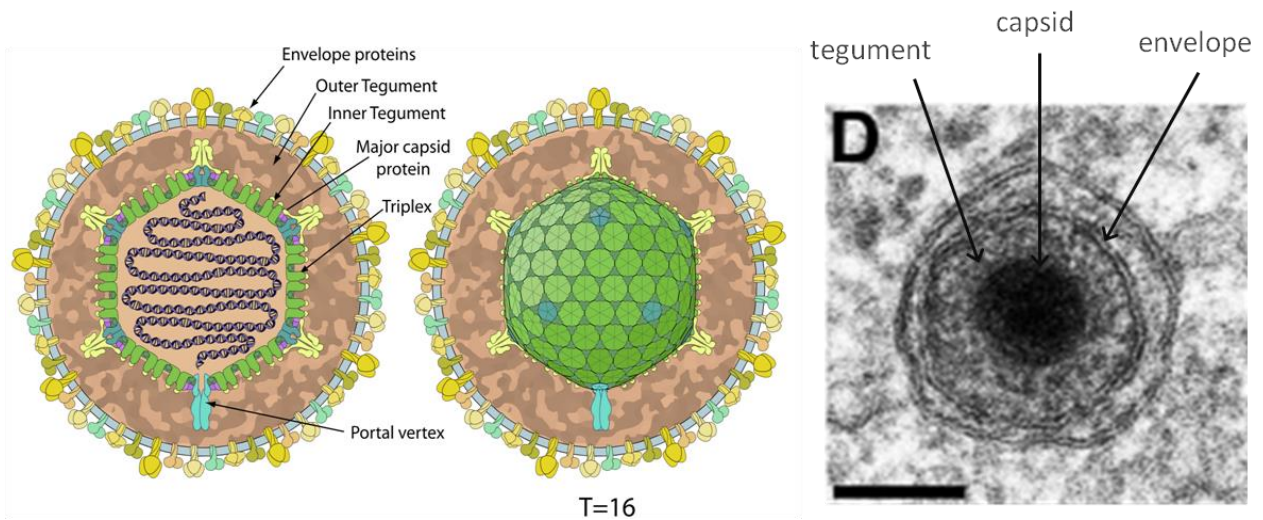 Envelope proteins
Outer Tegument
Inner Tegument
Major capsid
protein
Triplex
Portal vertex
T=16
capsid
tegument
envelope
D